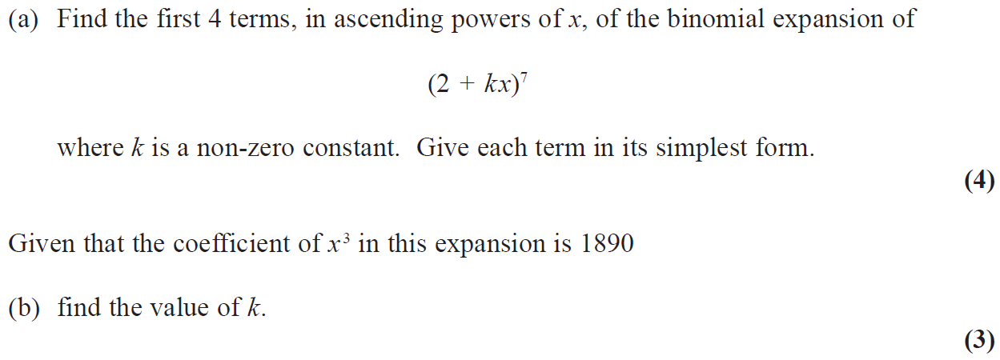 (a) Find the first 4 terms, in ascending powers of x, of the binomial expansion of
(2 + kx)⁷
where k is a non-zero constant. Give each term in its simplest form.
(4)
Given that the coefficient of x³ in this expansion is 1890
(b) find the value of k.
(3)